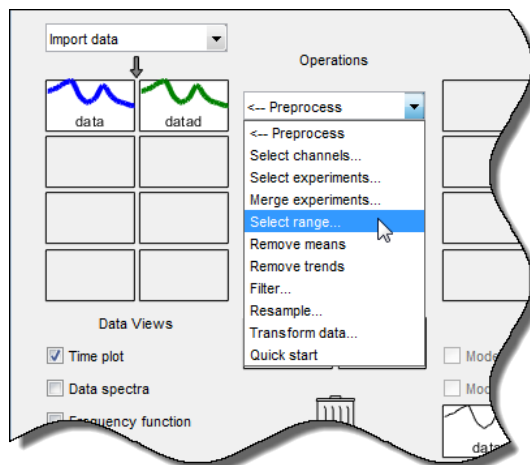 Import data
Operations
data
datad
<-- Preprocess
<-- Preprocess
Select channels...
Select experiments...
Merge experiments...
Select range...
Remove means
Remove trends
Filter...
Resample...
Transform data...
Quick start
Data Views
Time plot
Data spectra
Frequency function